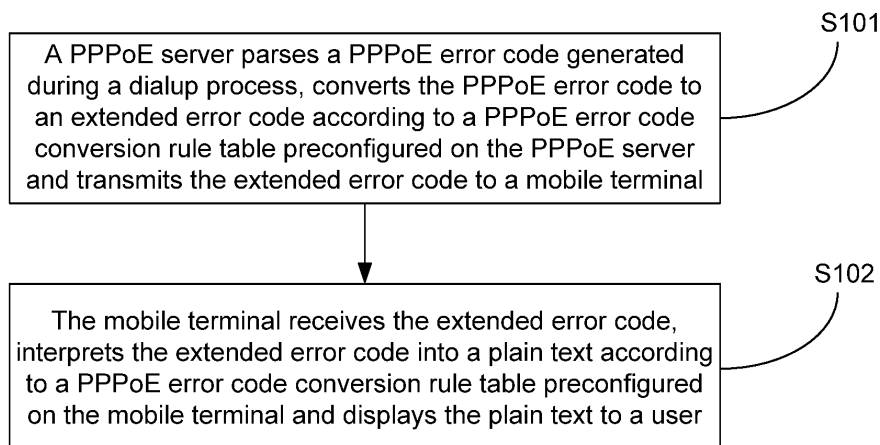 S101
A PPPoE server parses a PPPoE error code generated
during a dialup process, converts the PPPoE error code to
an extended error code according to a PPPoE error code
conversion rule table preconfigured on the PPPoE server
and transmits the extended error code to a mobile terminal
S102
The mobile terminal receives the extended error code,
interprets the extended error code into a plain text according
to a PPPoE error code conversion rule table preconfigured
on the mobile terminal and displays the plain text to a user